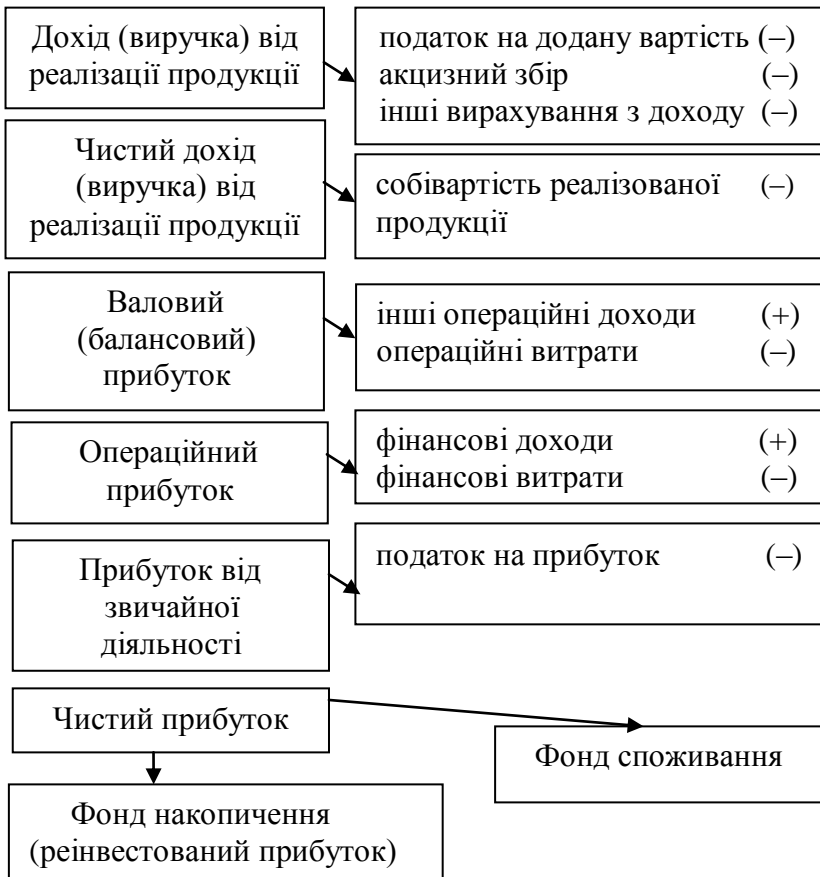 Дохід (виручка) від
реалізації продукції
податок на додану вартість (–)
акцизний збір (–)
інші вирахування з доходу (–)
Чистий дохід
(виручка) від
реалізації продукції
собівартість реалізованої (–)
продукції
Валовий
(балансовий)
прибуток
інші операційні доходи (+)
операційні витрати (–)
Операційний
прибуток
фінансові доходи (+)
фінансові витрати (–)
Прибуток від
звичайної
діяльності
податок на прибуток (–)
Чистий прибуток
Фонд споживання
Фонд накопичення
(реінвестований прибуток)